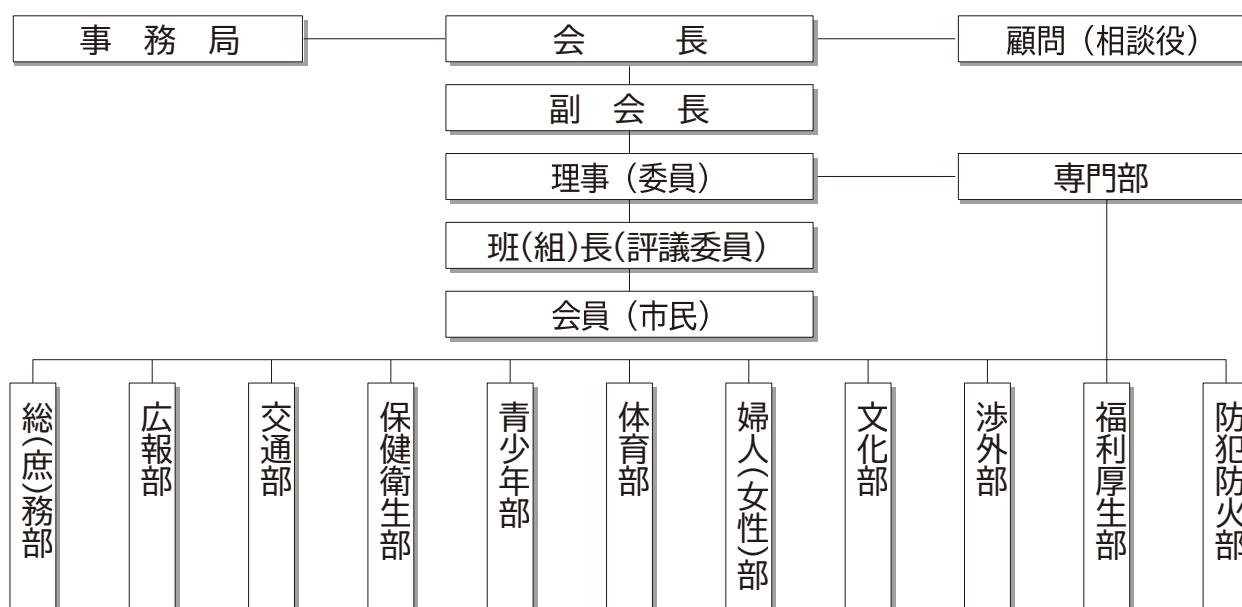 事　務　局
会　　長
顧問（相談役）
副　会　長
理事（委員）
専門部
班(組)長(評議委員)
会員（市民）
総(庶)務部
広報部
交通部
保健衛生部
青少年部
体育部
婦人(女性)部
文化部
渉外部
福利厚生部
防犯防火部